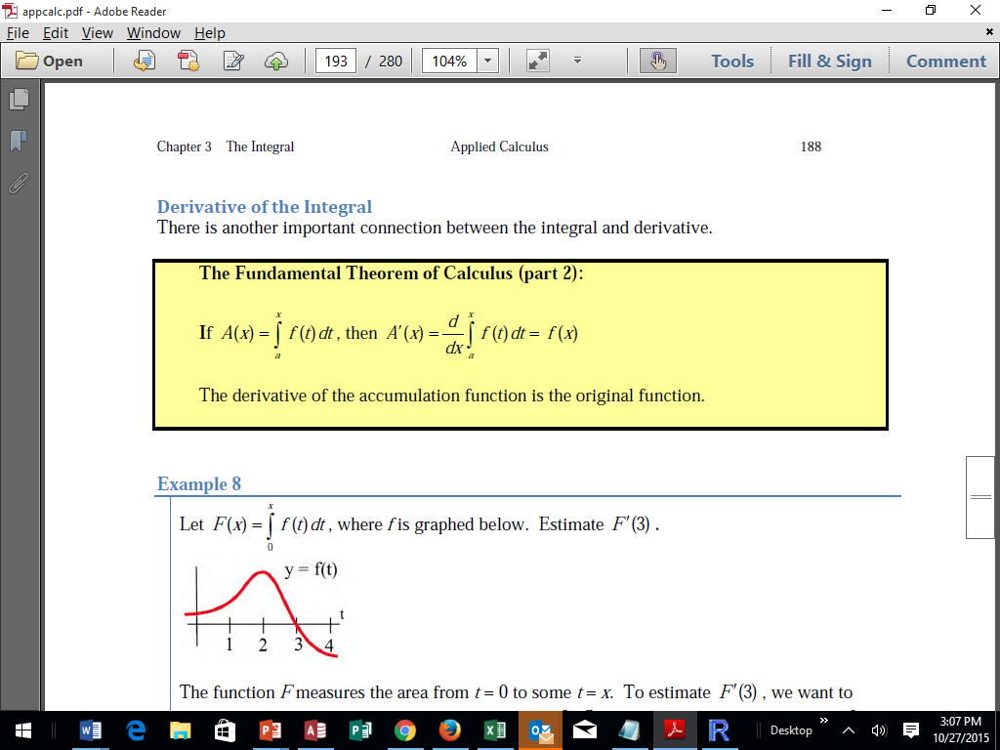 appcalc.pdf - Adobe Reader
File Edit View Window Help
Open 193 / 280 104% Tools Fill & Sign Comment
Chapter 3 The Integral Applied Calculus 188
Derivative of the Integral
There is another important connection between the integral and derivative.
The Fundamental Theorem of Calculus (part 2):
If A(x) = ∫ₐˣ f(t) dt, then A′(x) = d/dx ∫ₐˣ f(t) dt = f(x)
The derivative of the accumulation function is the original function.
Example 8
Let F(x) = ∫₀ˣ f(t) dt, where f is graphed below. Estimate F′(3).
y = f(t)
t
1 2 3 4
The function F measures the area from t = 0 to some t = x. To estimate F′(3), we want to
Desktop
3:07 PM
10/27/2015